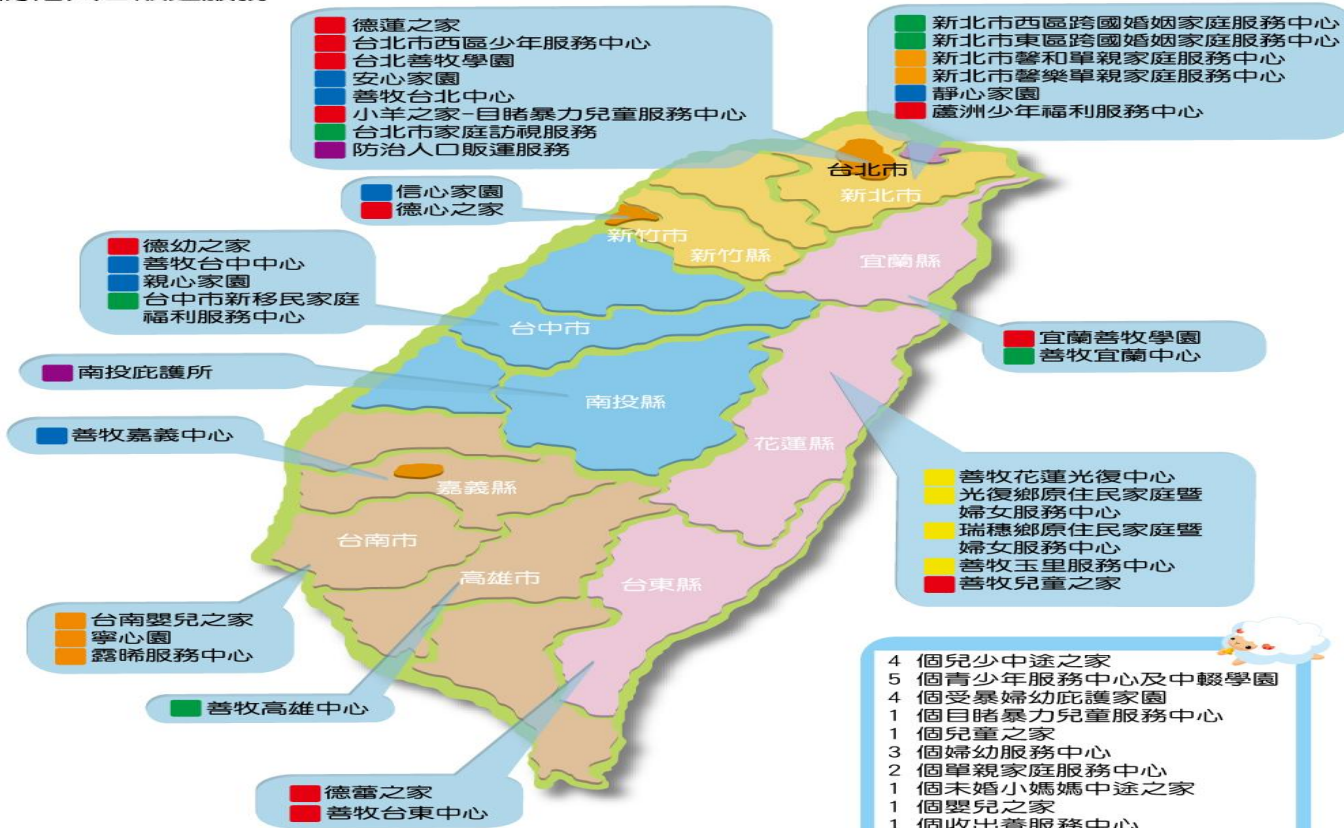 德蓮之家
台北市西區少年服務中心
台北善牧學園
安心家園
善牧台北中心
小羊之家-目睹暴力兒童服務中心
台北市家庭訪視服務
防治人口販運服務
新北市西區跨國婚姻家庭服務中心
新北市東區跨國婚姻家庭服務中心
新北市馨和單親家庭服務中心
新北市馨樂單親家庭服務中心
靜心家園
蘆洲少年福利服務中心
台北市
新北市
信心家園
德心之家
新竹市
新竹縣
宜蘭縣
德幼之家
善牧台中中心
親心家園
台中市新移民家庭
福利服務中心
台中市
宜蘭善牧學園
善牧宜蘭中心
南投庇護所
南投縣
善牧嘉義中心
花蓮縣
嘉義縣
善牧花蓮光復中心
光復鄉原住民家庭暨
婦女服務中心
瑞穗鄉原住民家庭暨
婦女服務中心
善牧玉里服務中心
善牧兒童之家
台南市
高雄市
台東縣
台南嬰兒之家
寧心園
露晞服務中心
善牧高雄中心
德蕾之家
善牧台東中心
4 個兒少中途之家
5 個青少年服務中心及中輟學園
4 個受暴婦幼庇護家園
1 個目睹暴力兒童服務中心
1 個兒童之家
3 個婦幼服務中心
2 個單親家庭服務中心
1 個未婚小媽媽中途之家
1 個嬰兒之家
1 個收出養服務中心